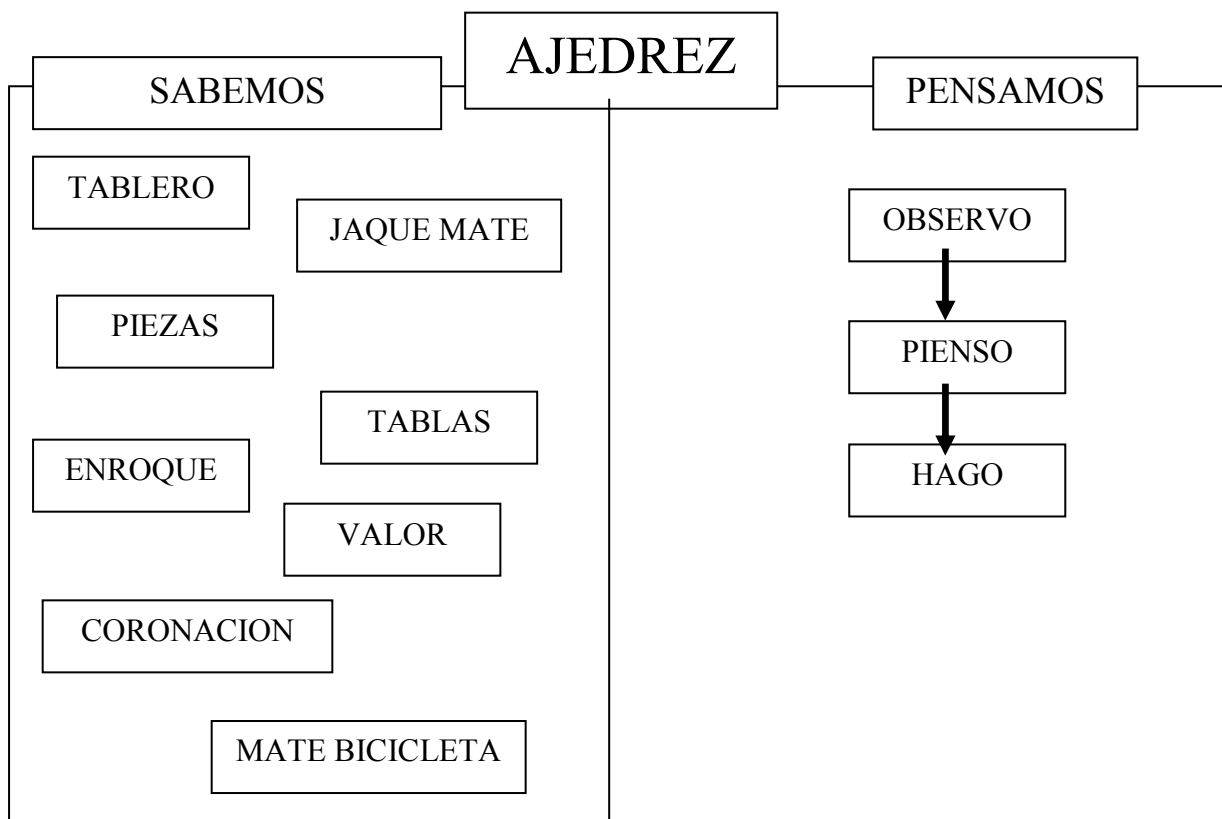 AJEDREZ
SABEMOS
PENSAMOS
TABLERO
JAQUE MATE
PIEZAS
TABLAS
ENROQUE
VALOR
CORONACION
MATE BICICLETA
OBSERVO
PIENSO
HAGO